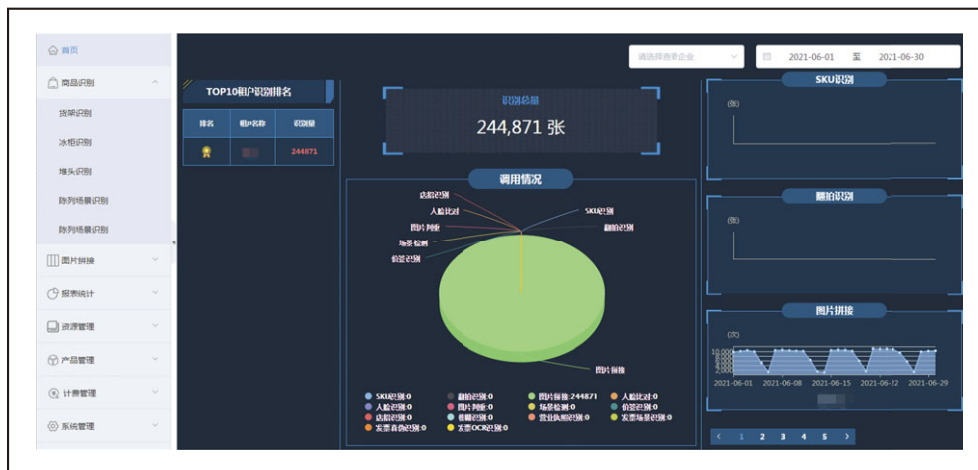 首页
请选择查询企业
2021-06-01 至 2021-06-30
商品识别
货架识别
冰柜识别
堆头识别
陈列场景识别
陈列场景识别
图片拼接
报表统计
资源管理
产品管理
计费管理
系统管理
TOP10租户识别排名
排名 租户名称 识别量
244871
识别总量
244,871 张
调用情况
店招识别
人脸比对
图片判重
场景检测
价签识别
SKU识别
翻拍识别
图片拼接
SKU识别:0 翻拍识别:0 图片拼接:244871 人脸比对:0
人脸识别:0 图片判重:0 场景检测:0 价签识别:0
店招识别:0 模糊识别:0 营业执照识别:0 发票场景识别:0
发票真伪识别:0 发票OCR识别:0
SKU识别
(张)
翻拍识别
(张)
图片拼接
(次)
10,000
2,000
2021-06-01 2021-06-08 2021-06-15 2021-06-22 2021-06-29
< 1 2 3 4 5 >